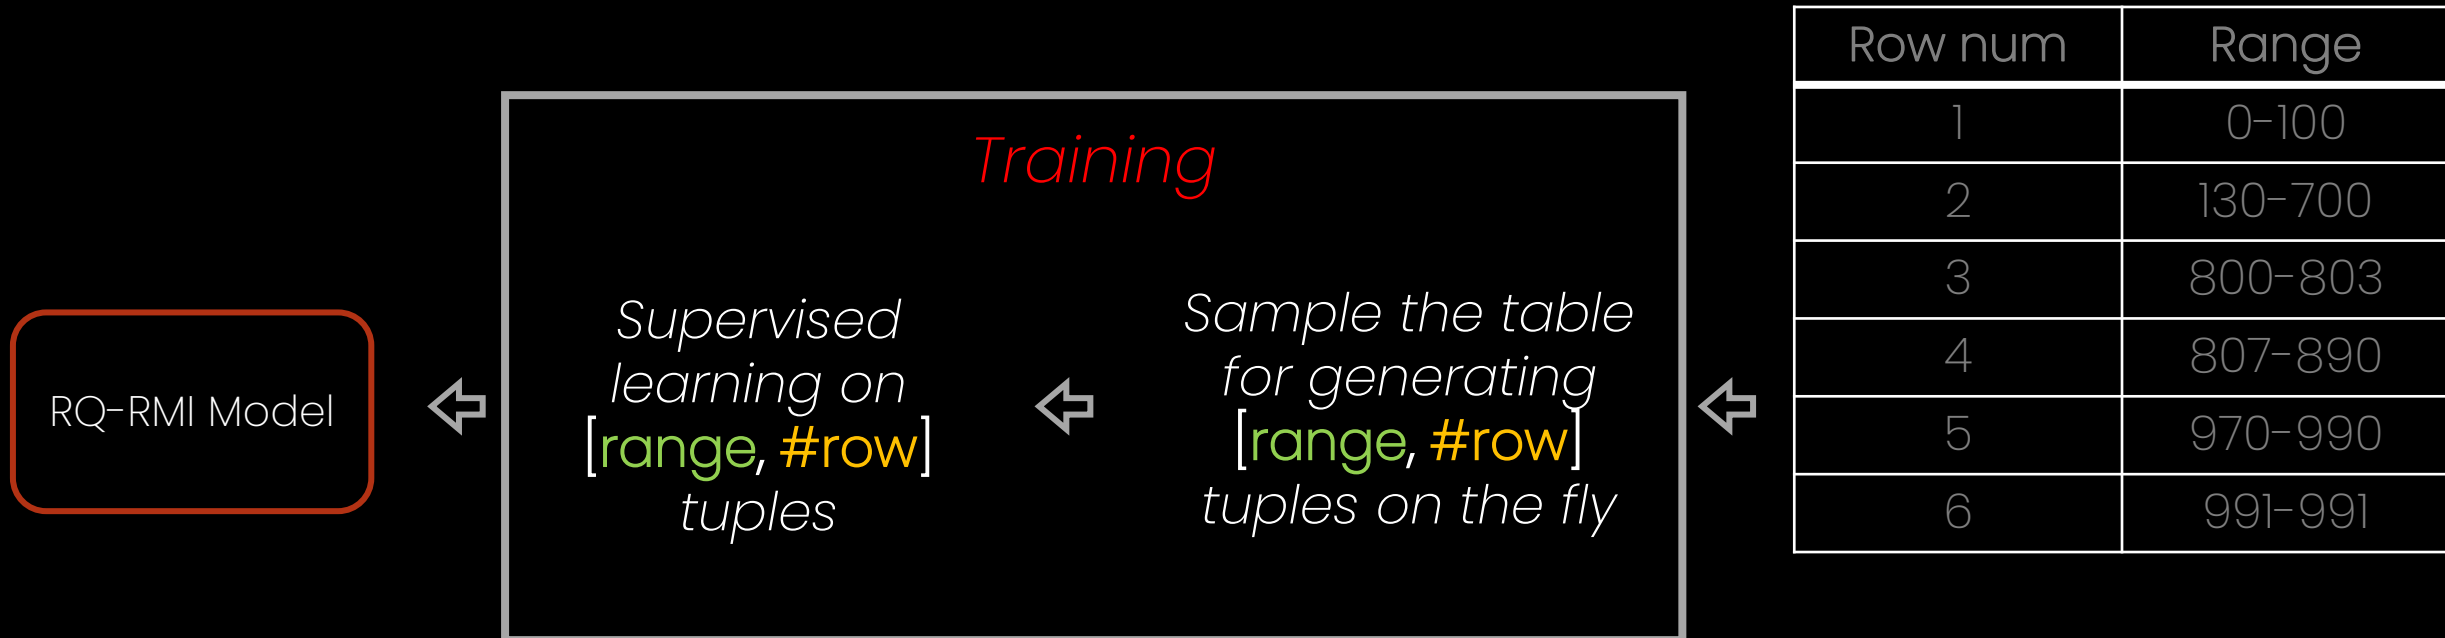 Training
RQ-RMI Model
Supervised
learning on
[range, #row]
tuples
Sample the table
for generating
[range, #row]
tuples on the fly
Row num Range
1 0-100
2 130-700
3 800-803
4 807-890
5 970-990
6 991-991